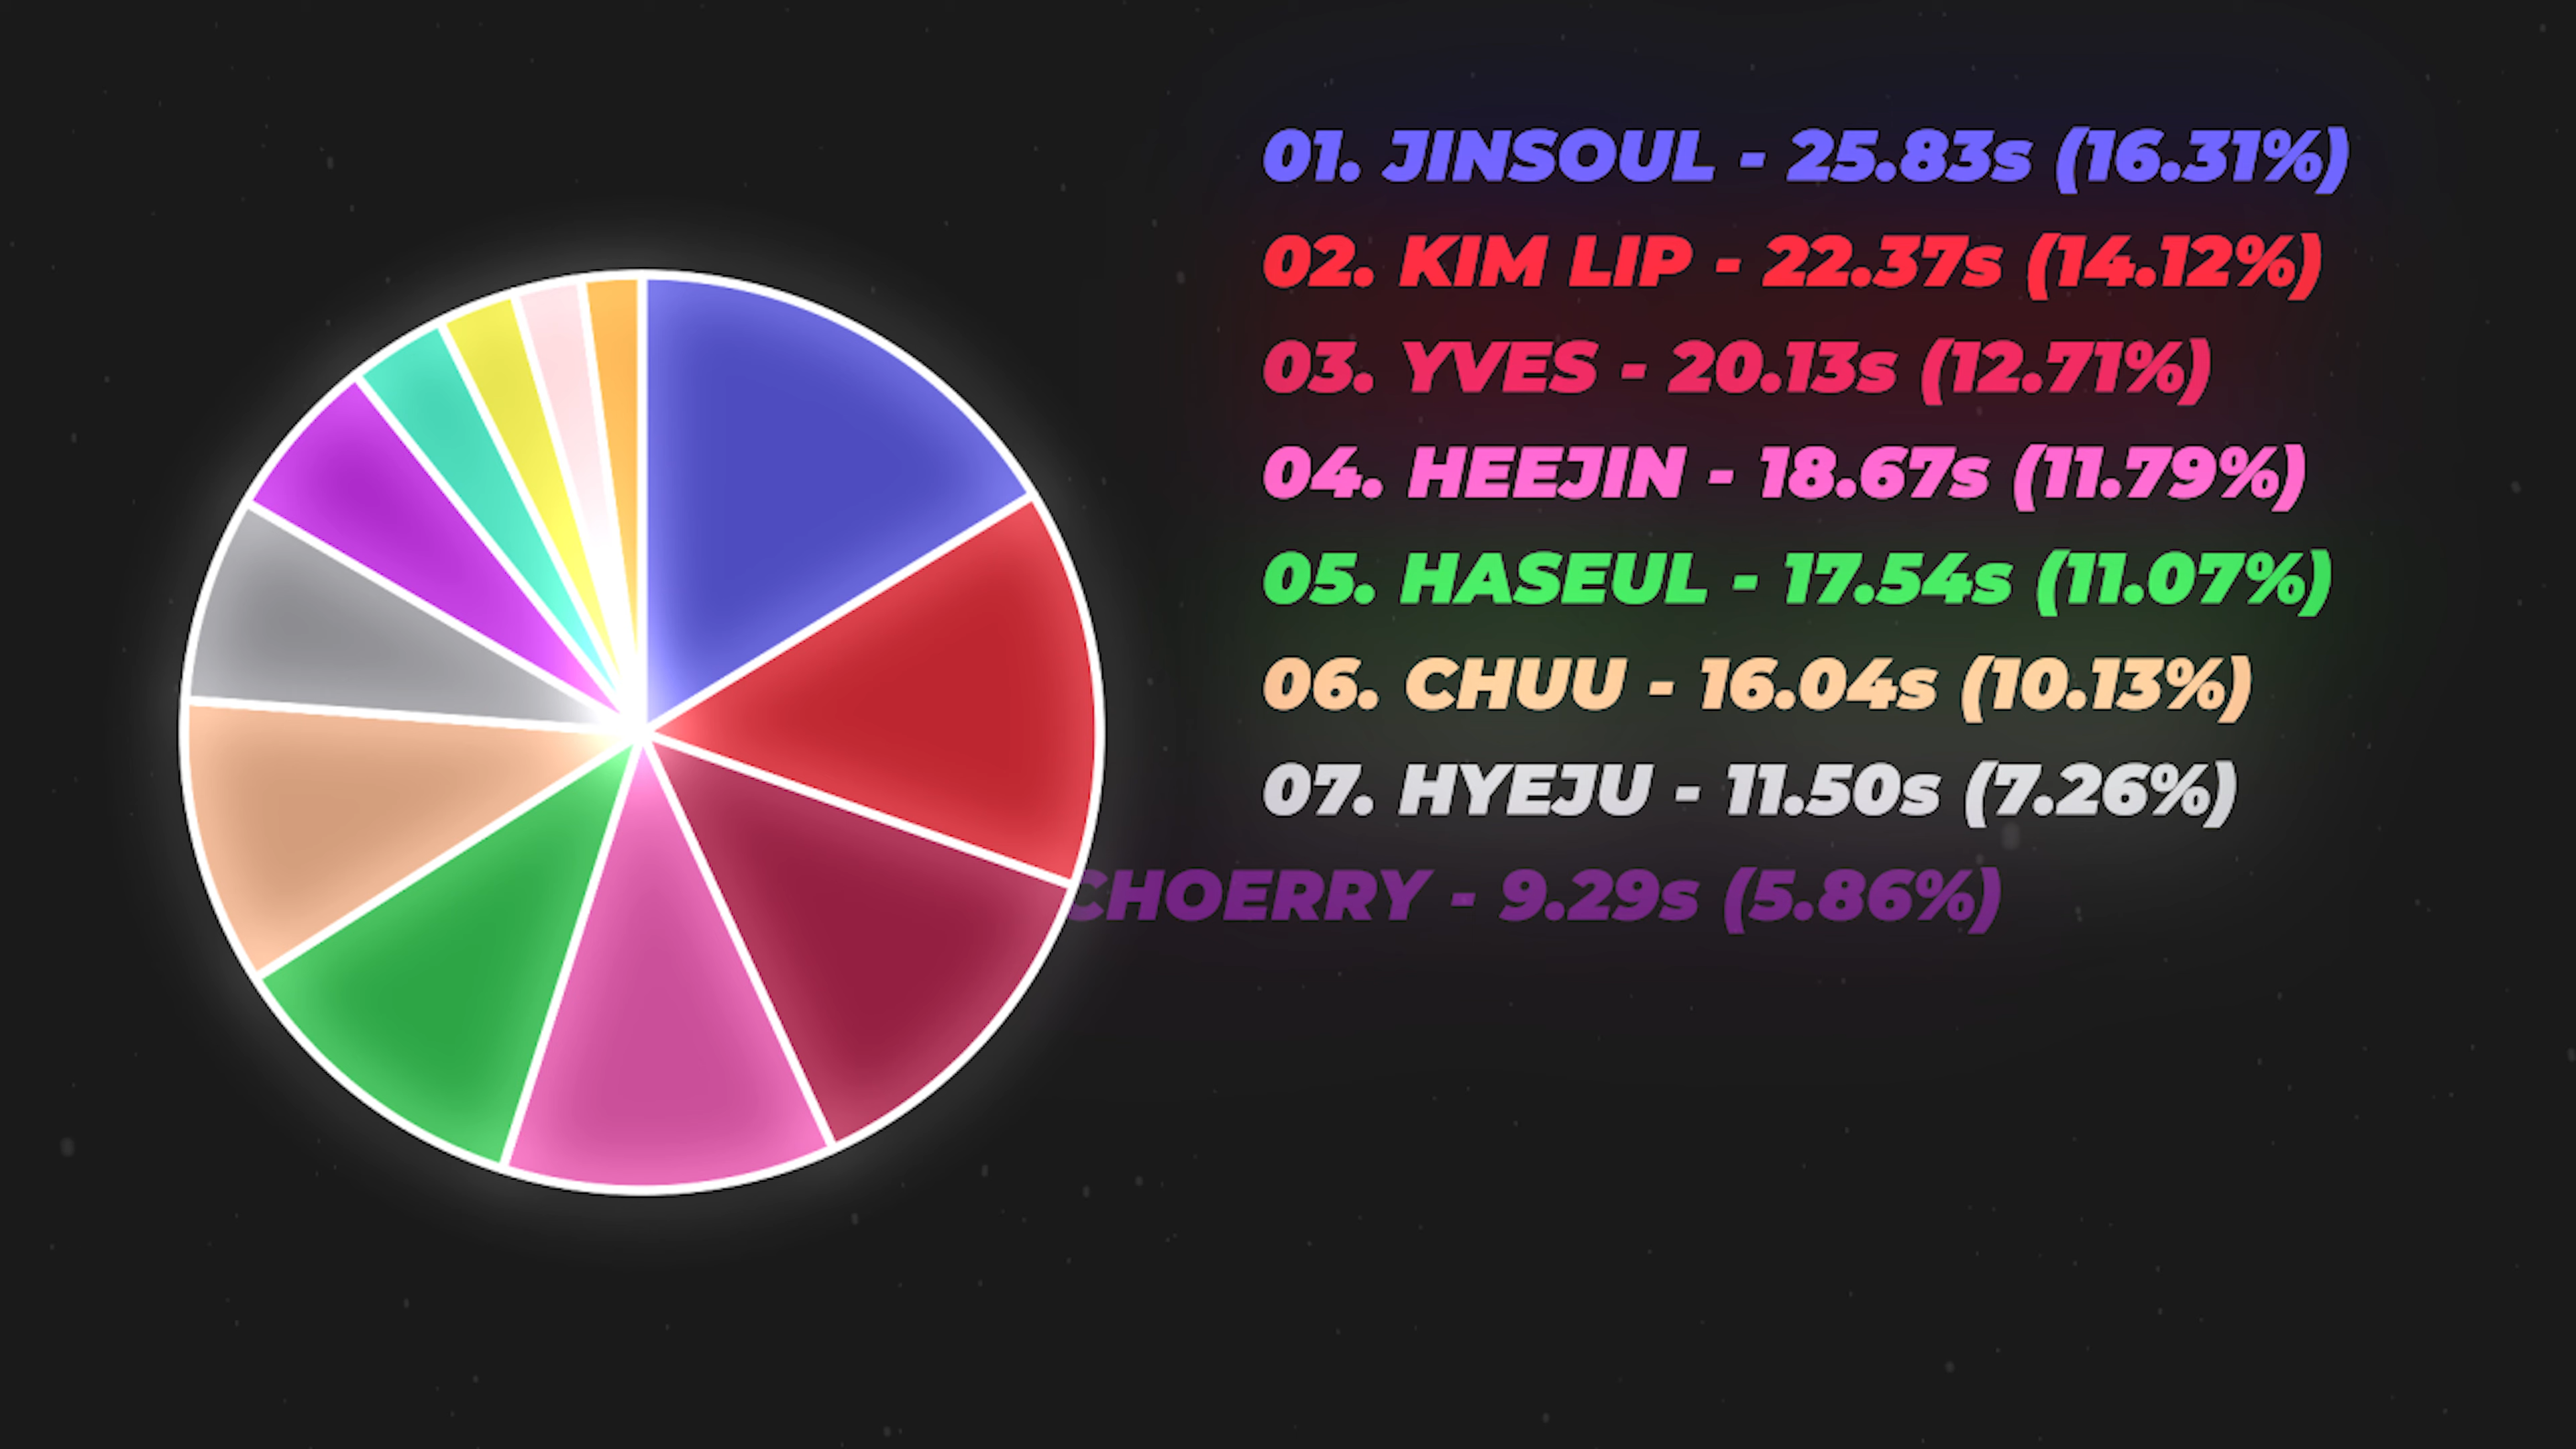 01. JINSOUL - 25.83s (16.31%)
02. KIM LIP - 22.37s (14.12%)
03. YVES - 20.13s (12.71%)
04. HEEJIN - 18.67s (11.79%)
05. HASEUL - 17.54s (11.07%)
06. CHUU - 16.04s (10.13%)
07. HYEJU - 11.50s (7.26%)
CHOERRY - 9.29s (5.86%)